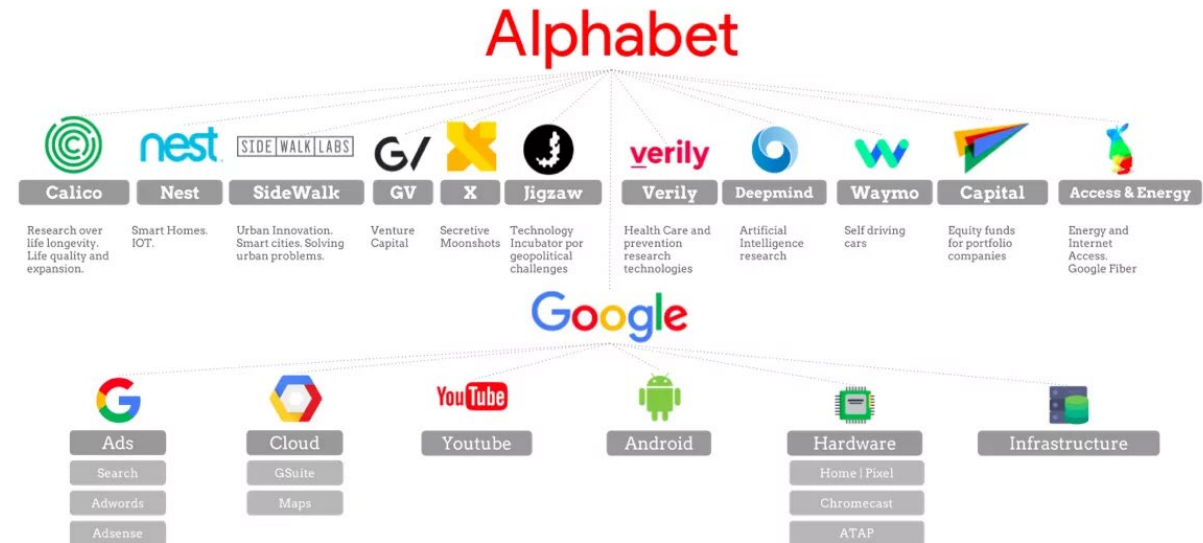 Alphabet
nest
SIDE WALK LABS
G/
verily
Calico
Nest
SideWalk
GV
X
Jigzaw
Verily
Deepmind
Waymo
Capital
Access & Energy
Research over
life longevity.
Life quality and
expansion.
Smart Homes.
IOT.
Urban Innovation.
Smart cities. Solving
urban problems.
Venture
Capital
Secretive
Moonshots
Technology
Incubator por
geopolitical
challenges
Health Care and
prevention
research
technologies
Artificial
Intelligence
research
Self driving
cars
Equity funds
for portfolio
companies
Energy and
Internet
Access.
Google Fiber
Google
G
YouTube
Ads
Cloud
Youtube
Android
Hardware
Infrastructure
Search
GSuite
Home | Pixel
Adwords
Maps
Chromecast
Adsense
ATAP